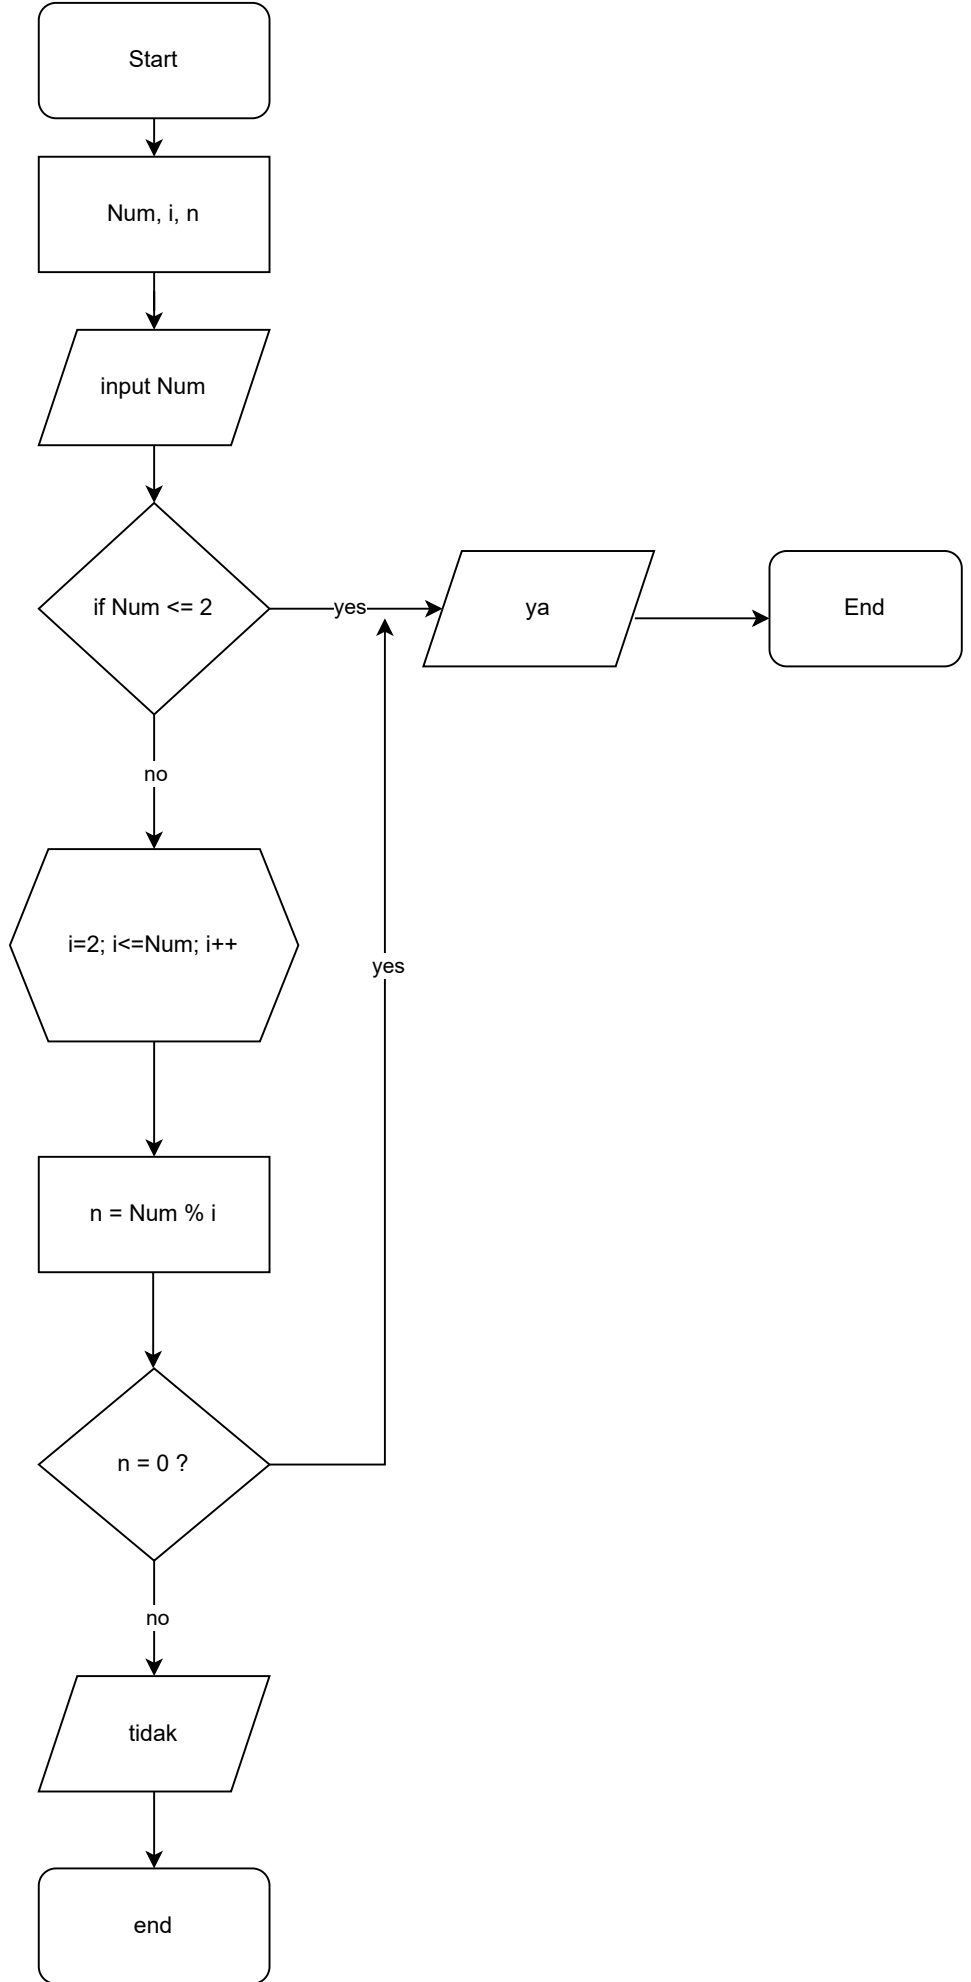 Start
Num, i, n
input Num
if Num <= 2
yes
ya
End
no
i=2; i<=Num; i++
yes
n = Num % i
n = 0 ?
no
tidak
end